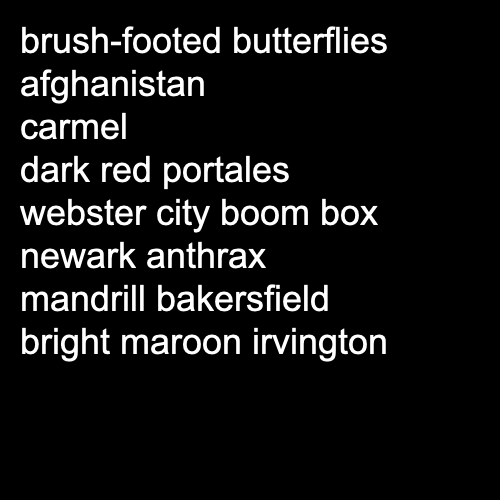 brush-footed butterflies
afghanistan
carmel
dark red portales
webster city boom box
newark anthrax
mandrill bakersfield
bright maroon irvington